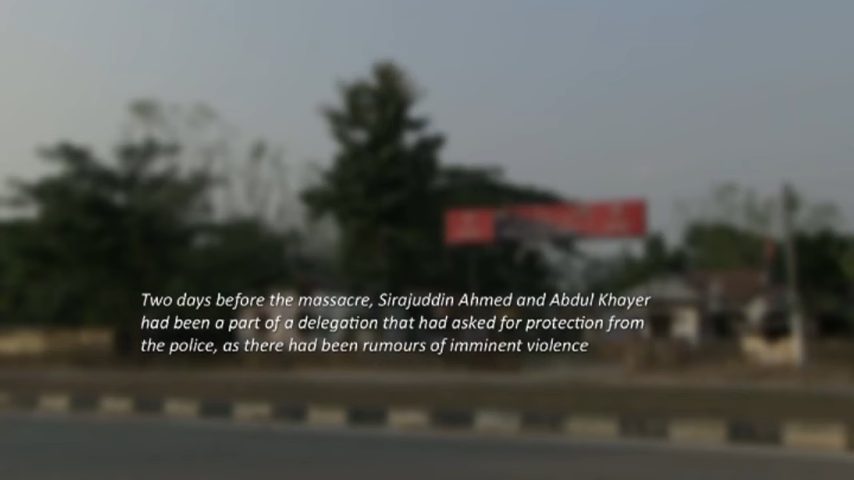 Two days before the massacre, Sirajuddin Ahmed and Abdul Khayer
had been a part of a delegation that had asked for protection from
the police, as there had been rumours of imminent violence